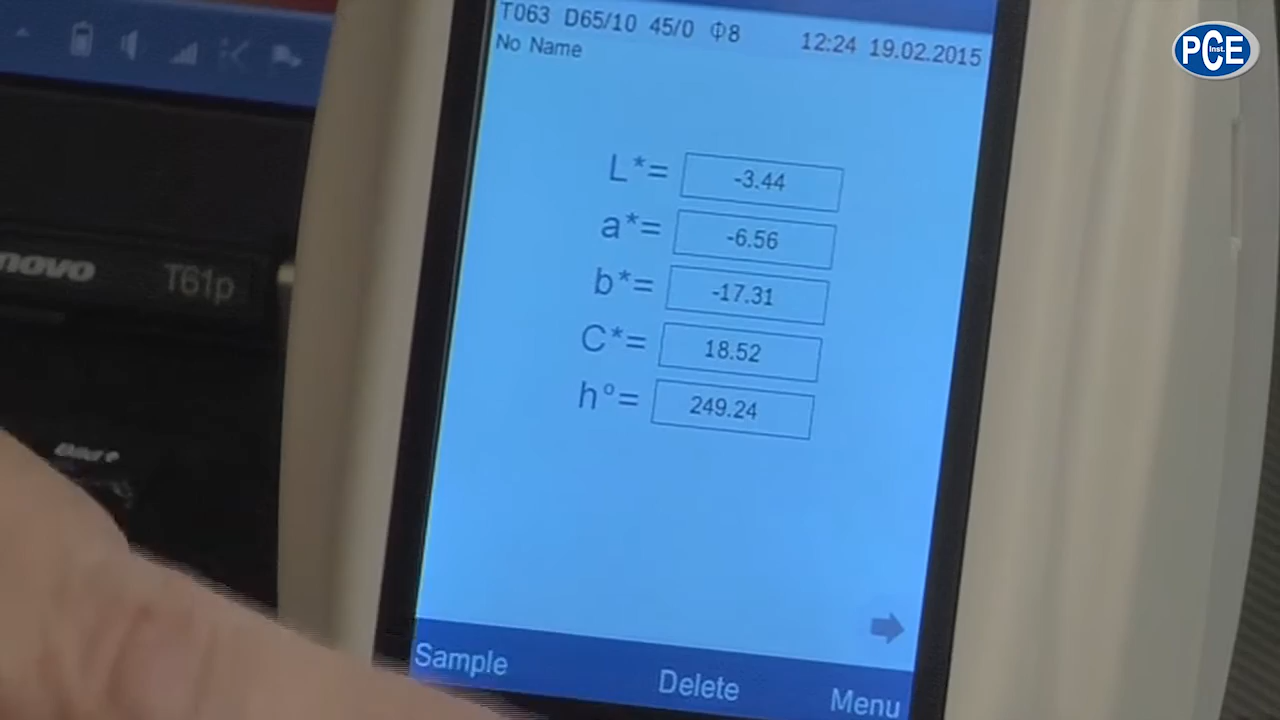 T063 D65/10 45/0 Φ8 12:24 19.02.2015
No Name
L*= -3.44
a*= -6.56
b*= -17.31
C*= 18.52
h°= 249.24
Sample Delete Menu
novo T61p
PCE
Inst.